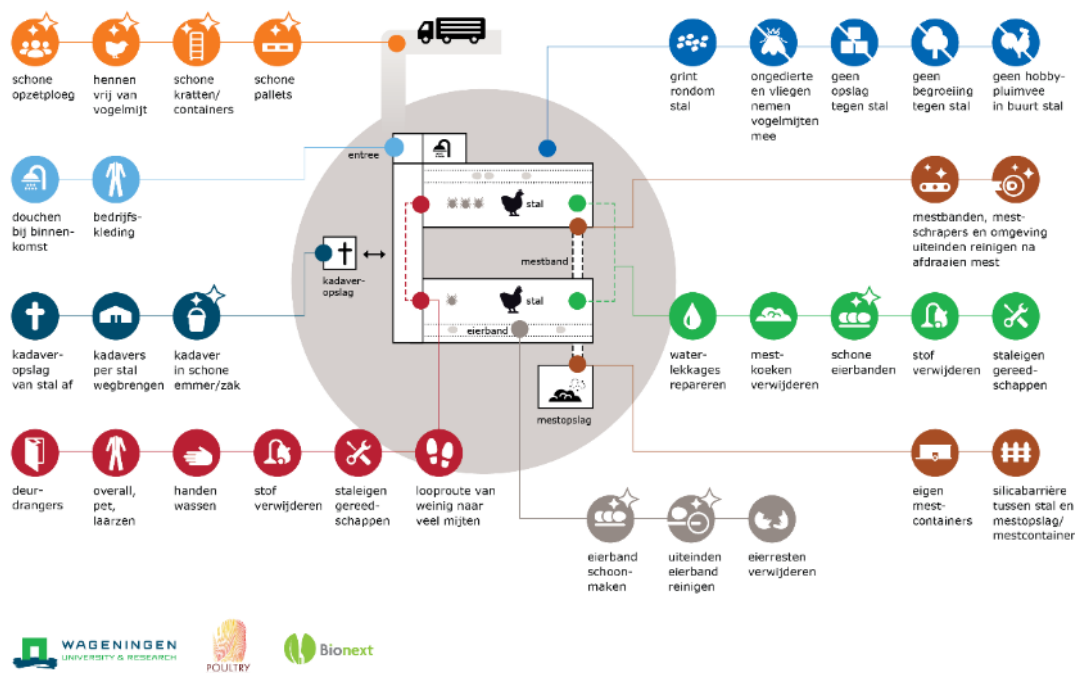 schone
opzetploeg
hennen
vrij van
vogelmijt
schone
kratten/
containers
schone
pallets
grint
rondom
stal
ongedierte
en vliegen
nemen
vogelmijten
mee
geen
opslag
tegen stal
geen
begroeiing
tegen stal
geen hobby-
pluimvee
in buurt stal
entree
douchen
bij binnen-
komst
bedrijfs-
kleding
stal
mestbanden, mest-
schrapers en omgeving
uiteinden reinigen na
afdraaien mest
kadaver-
opslag
mestband
stal
eierband
kadaver-
opslag
van stal af
kadavers
per stal
wegbrengen
kadaver
in schone
emmer/zak
water-
lekkages
repareren
mest-
koeken
verwijderen
schone
eierbanden
stof
verwijderen
staleigen
gereed-
schappen
mestopslag
deur-
drangers
overall,
pet,
laarzen
handen
wassen
stof
verwijderen
staleigen
gereed-
schappen
looproute van
weinig naar
veel mijten
eigen
mest-
containers
silicabarrière
tussen stal en
mestopslag/
mestcontainer
eierband
schoon-
maken
uiteinden
eierband
reinigen
eierresten
verwijderen
WAGENINGEN
UNIVERSITY & RESEARCH
POULTRY
Bionext